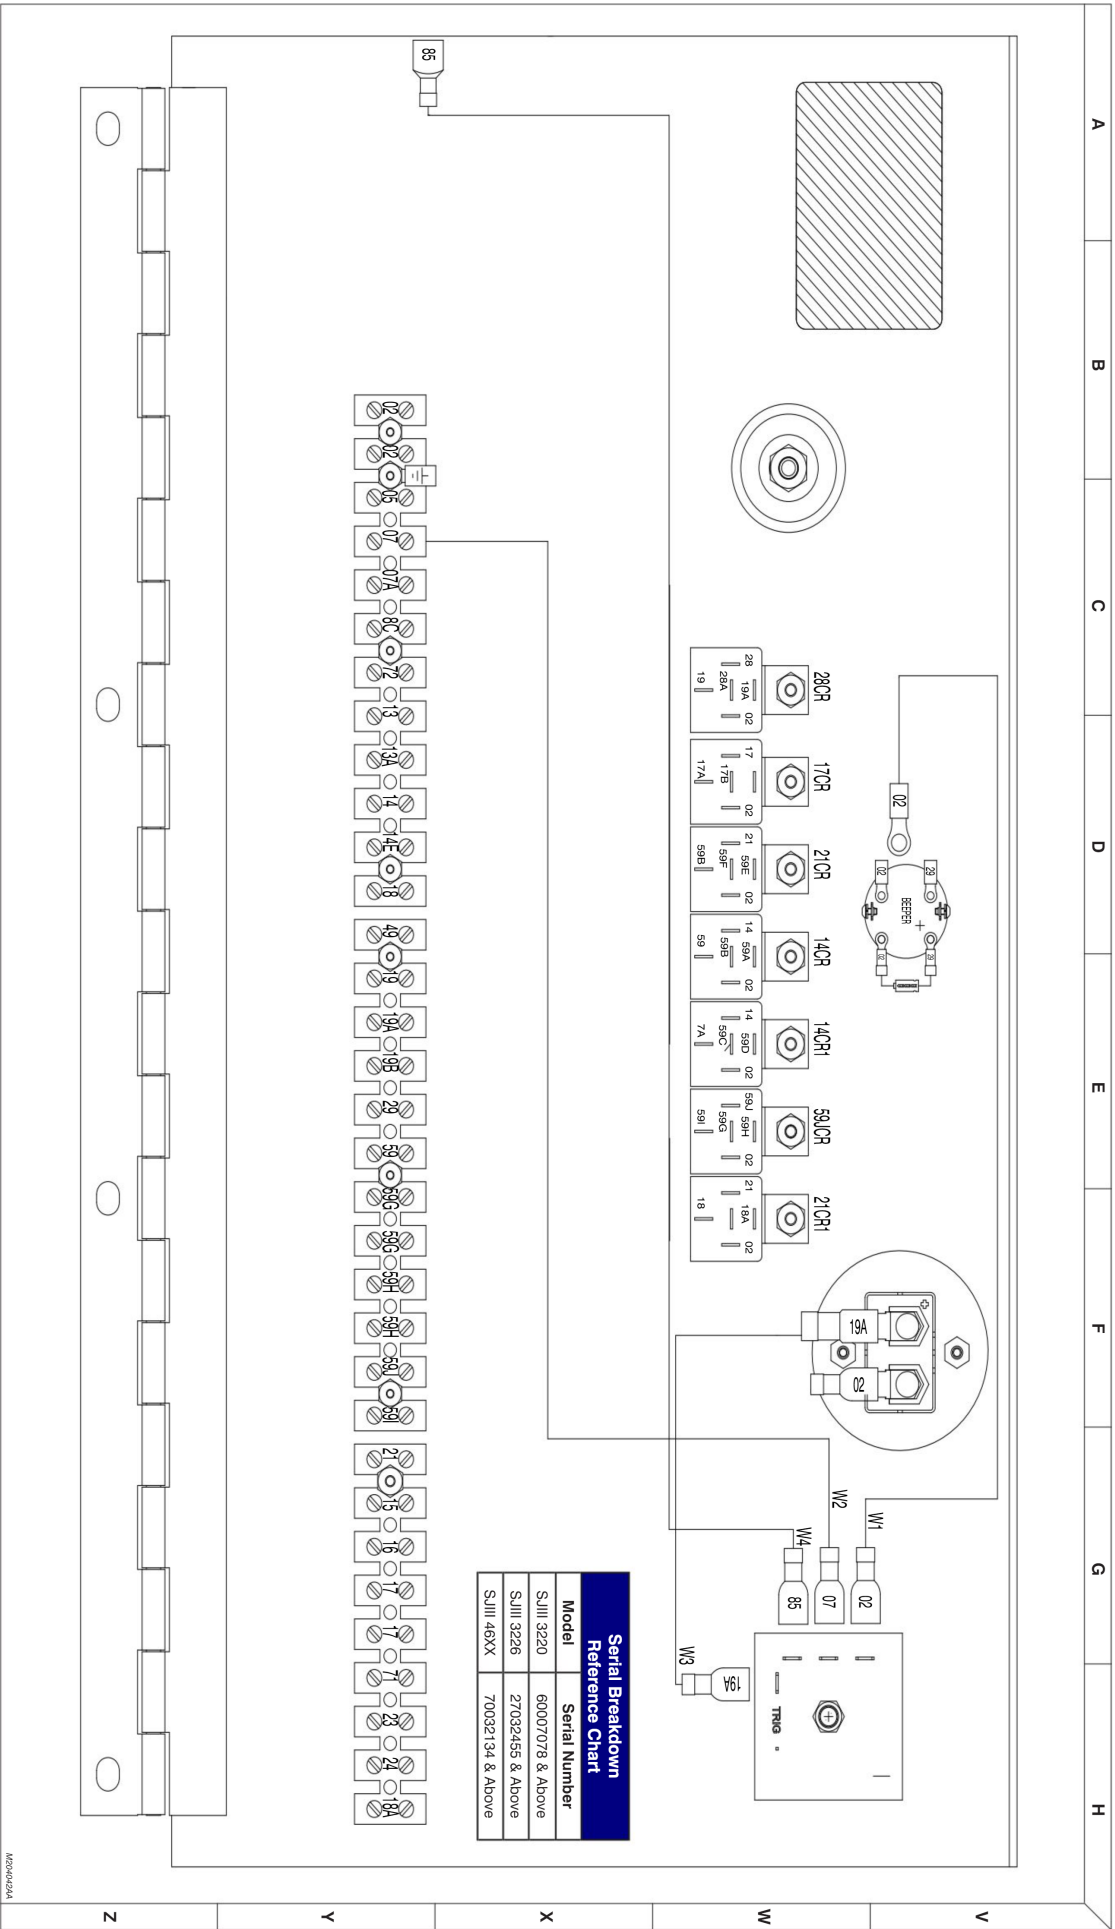 A
B
C
D
E
F
G
H
V
W
X
Y
Z
02
29
02
BEEPER
+
29
02
28CR
17CR
21CR
14CR
14CR1
59JCR
21CR1
28
19A
28A
02
19
17
17B
02
17A
21
59E
59F
02
59B
14
59A
59B
02
59
14
59D
59C
02
7A
59J
59H
59G
02
59I
21
18A
02
18
19A
02
W1
W2
W4
W3
02
07
85
19A
TRIG
85
02
02
05
07
07A
8C
72
13
13A
14
14E
18
49
19
19A
19B
29
59
59G
59G
59H
59H
59J
59I
21
15
16
17
17
71
23
24
18A
Serial Breakdown
Reference Chart
Model Serial Number
SJIII 3220 60007078 & Above
SJIII 3226 27032455 & Above
SJIII 46XX 70032134 & Above
M204042AA